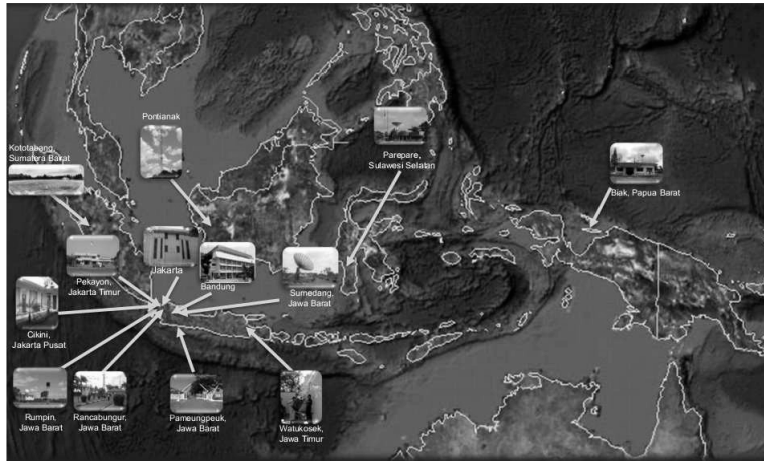 Pontianak
Kototabang,
Sumatera Barat
Parepare,
Sulawesi Selatan
Biak, Papua Barat
Jakarta
Pekayon,
Jakarta Timur
Bandung
Sumedang,
Jawa Barat
Cikini,
Jakarta Pusat
Rumpin,
Jawa Barat
Rancabungur,
Jawa Barat
Pameungpeuk,
Jawa Barat
Watukosek,
Jawa Timur